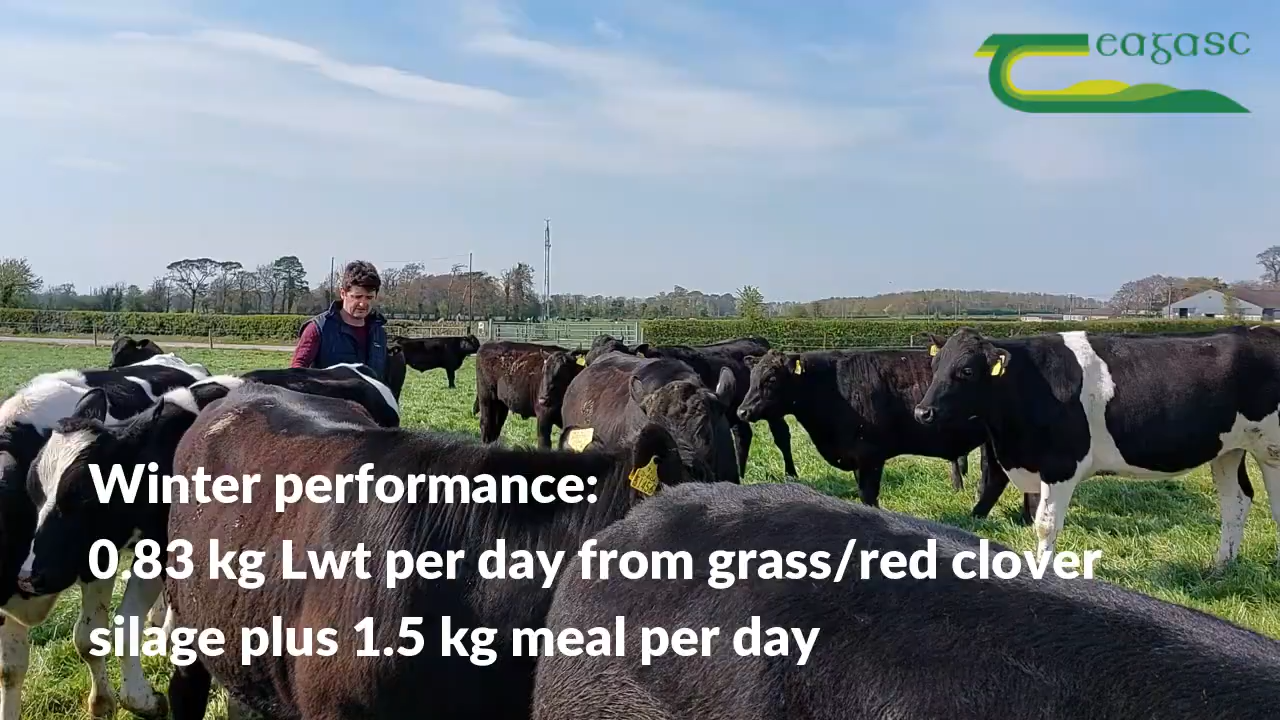 Teagasc
Winter performance:
0.83 kg Lwt per day from grass/red clover
silage plus 1.5 kg meal per day